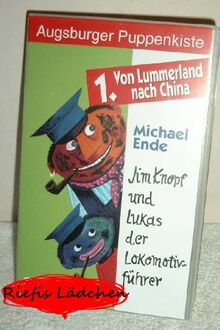 Augsburger Puppenkiste
1. Von Lummerland
nach China
Michael
Ende
Jim Knopf
und
Lukas
der
Lokomotiv-
führer
Riefis Lädchen